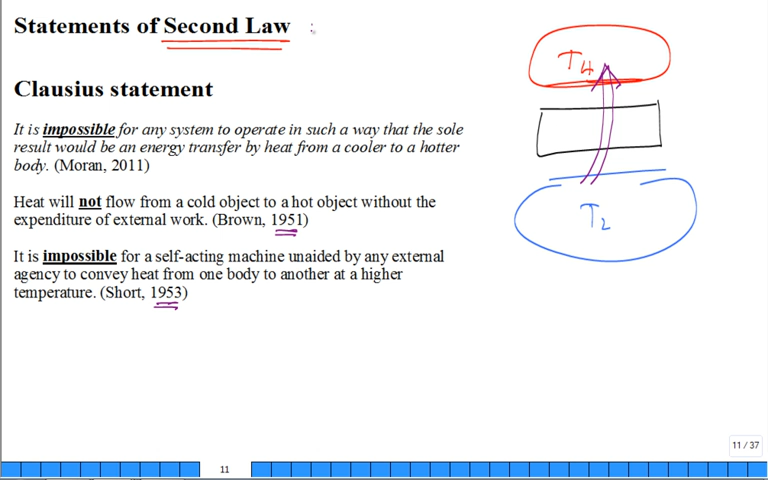 Statements of Second Law
Clausius statement
It is impossible for any system to operate in such a way that the sole
result would be an energy transfer by heat from a cooler to a hotter
body. (Moran, 2011)
Heat will not flow from a cold object to a hot object without the
expenditure of external work. (Brown, 1951)
It is impossible for a self-acting machine unaided by any external
agency to convey heat from one body to another at a higher
temperature. (Short, 1953)
TH
T2
11 / 37
11